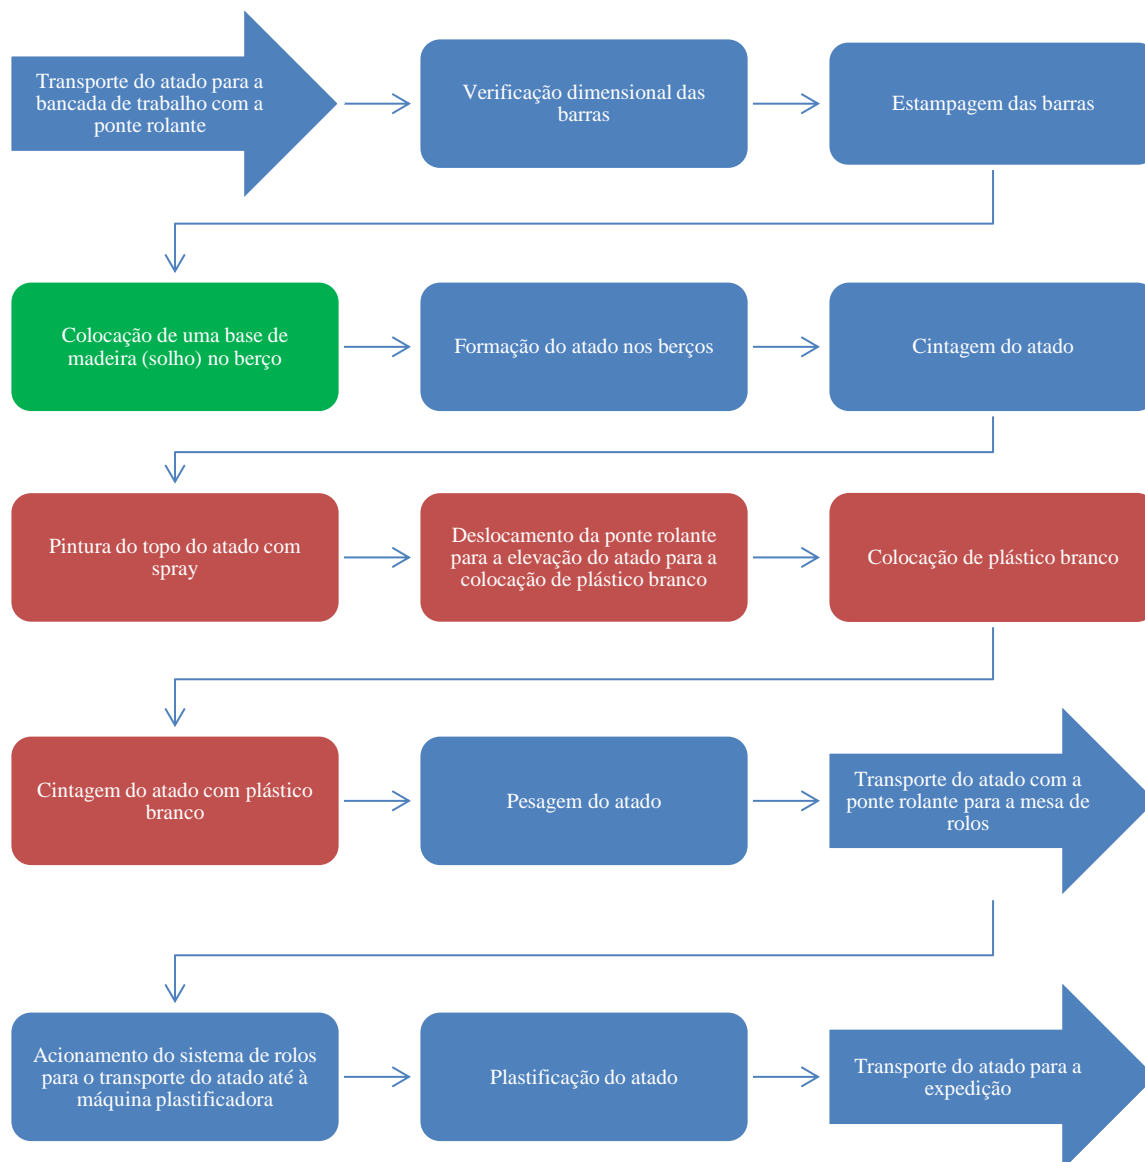 Transporte do atado para a
bancada de trabalho com a
ponte rolante
Verificação dimensional das
barras
Estampagem das barras
Colocação de uma base de
madeira (solho) no berço
Formação do atado nos berços
Cintagem do atado
Pintura do topo do atado com
spray
Deslocamento da ponte rolante
para a elevação do atado para a
colocação de plástico branco
Colocação de plástico branco
Cintagem do atado com plástico
branco
Pesagem do atado
Transporte do atado com a
ponte rolante para a mesa de
rolos
Acionamento do sistema de rolos
para o transporte do atado até à
máquina plastificadora
Plastificação do atado
Transporte do atado para a
expedição